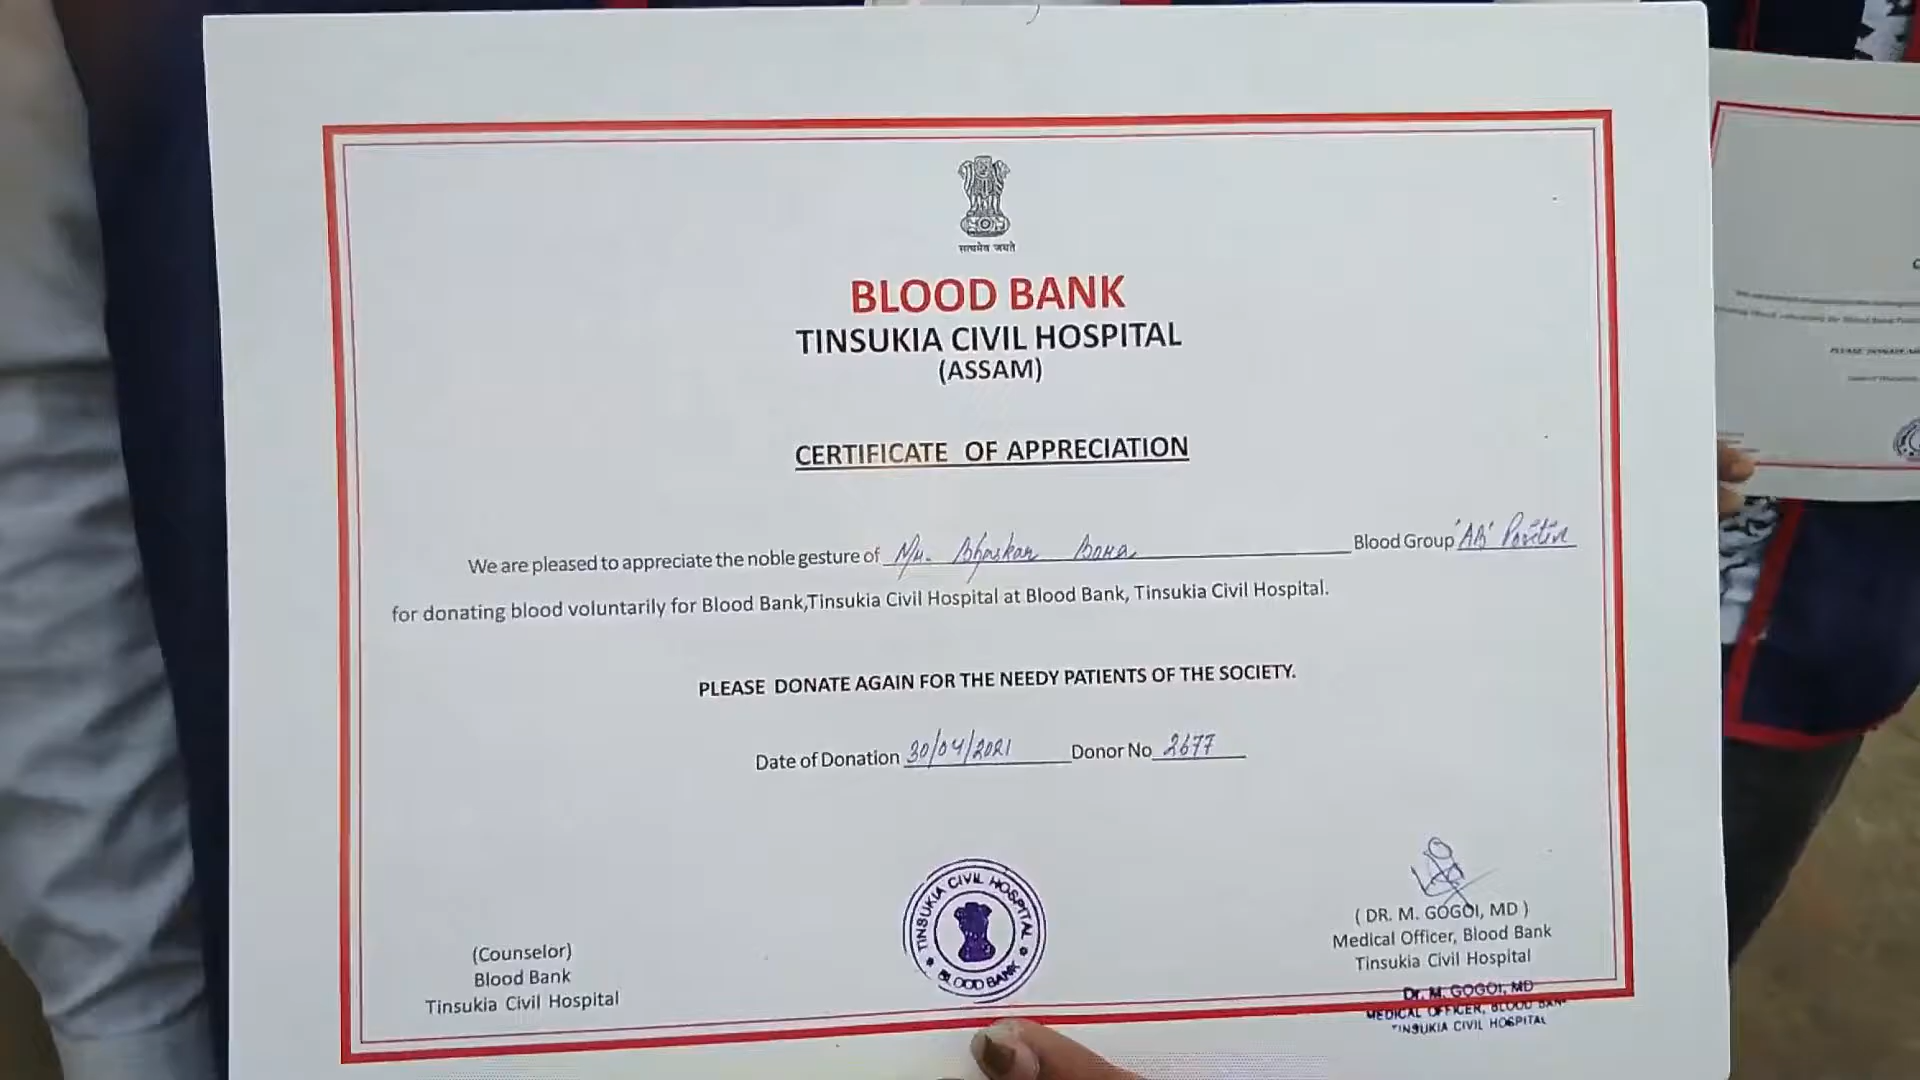 सत्यमेव जयते
BLOOD BANK
TINSUKIA CIVIL HOSPITAL
(ASSAM)
CERTIFICATE OF APPRECIATION
We are pleased to appreciate the noble gesture of Mr. Bhaskar Bora Blood Group 'AB' Positive
for donating blood voluntarily for Blood Bank,Tinsukia Civil Hospital at Blood Bank, Tinsukia Civil Hospital.
PLEASE DONATE AGAIN FOR THE NEEDY PATIENTS OF THE SOCIETY.
Date of Donation 30/04/2021 Donor No 2677
TINSUKIA CIVIL HOSPITAL
BLOOD BANK
(Counselor)
Blood Bank
Tinsukia Civil Hospital
( DR. M. GOGOI, MD )
Medical Officer, Blood Bank
Tinsukia Civil Hospital
Dr. M. GOGOI, MD
MEDICAL OFFICER, BLOOD BANK
TINSUKIA CIVIL HOSPITAL